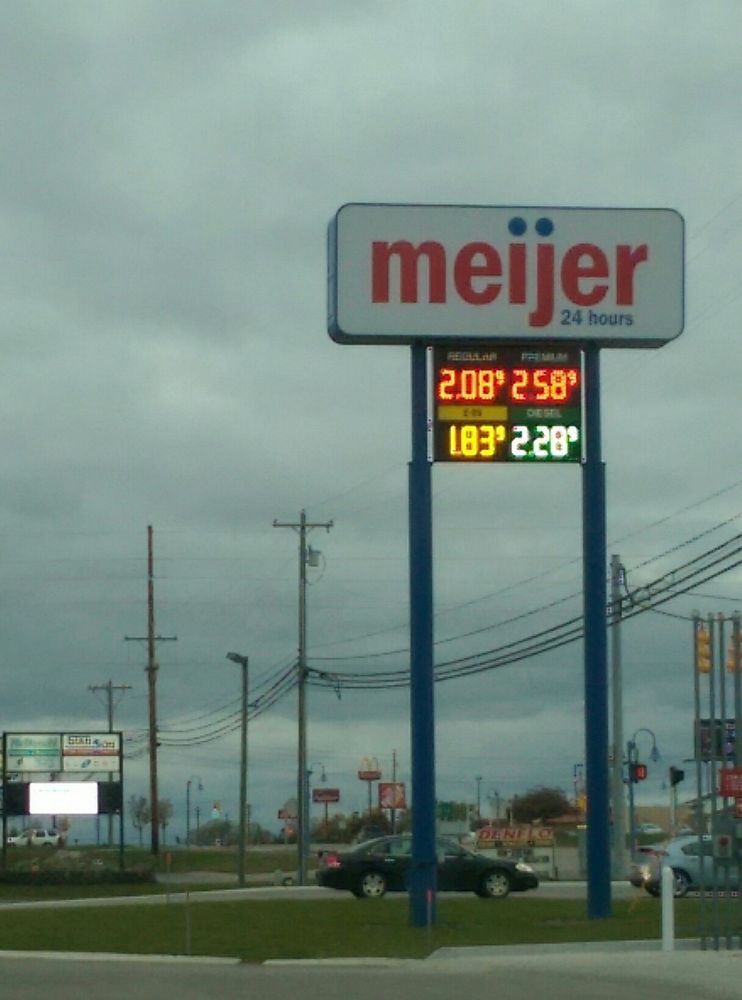 meijer
24 hours
REGULAR PREMIUM
2.08⁹ 2.58⁹
E-85 DIESEL
1.83⁹ 2.28⁹